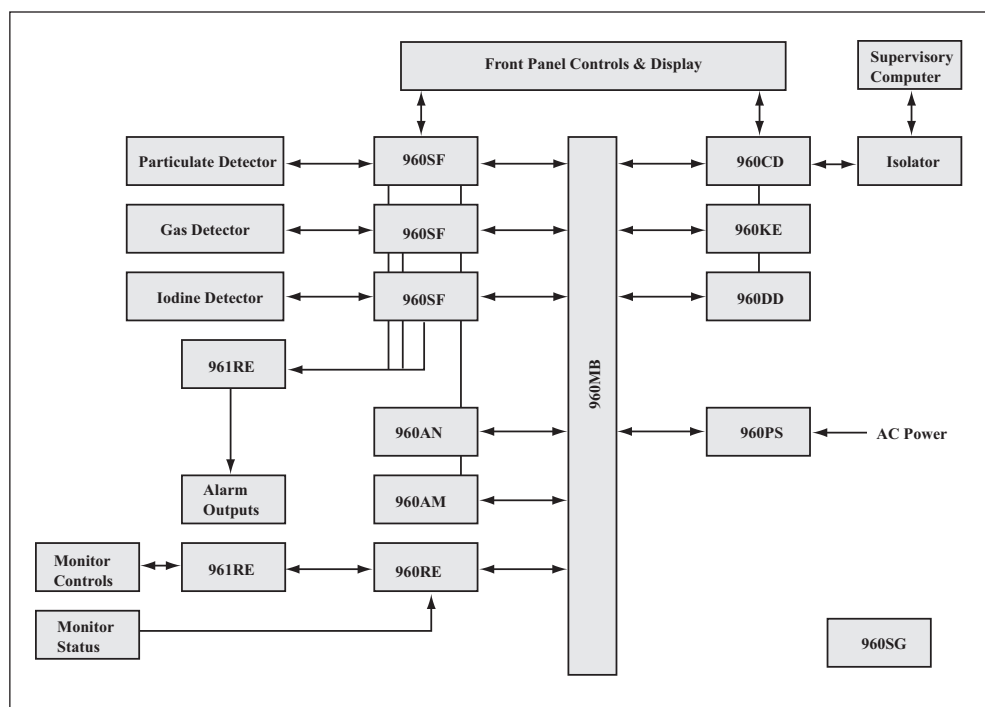 Front Panel Controls & Display
Supervisory
Computer
Particulate Detector
960SF
960CD
Isolator
Gas Detector
960SF
960KE
Iodine Detector
960SF
960DD
961RE
960MB
960AN
960PS
AC Power
Alarm
Outputs
960AM
Monitor
Controls
961RE
960RE
Monitor
Status
960SG